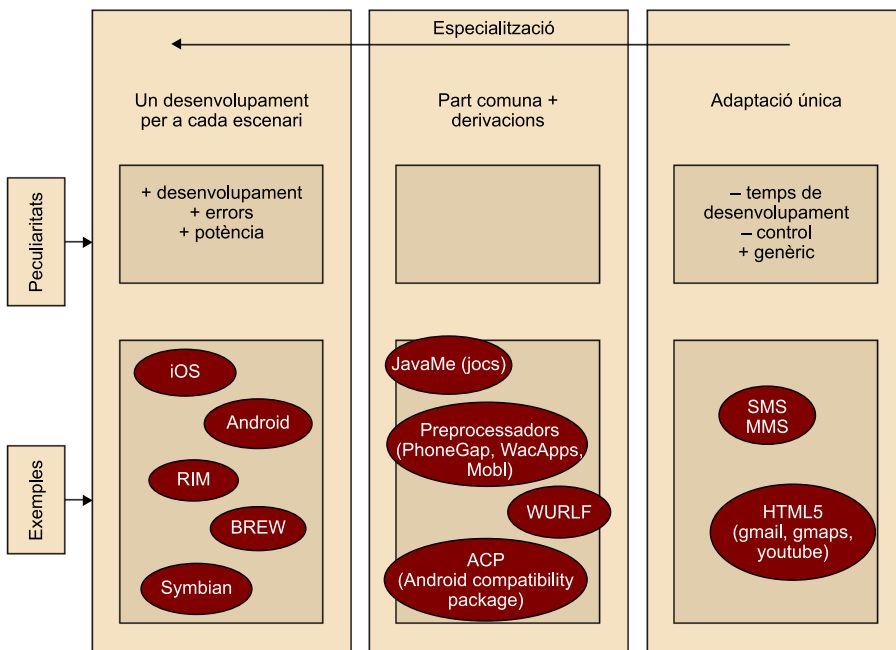 Especialització
Un desenvolupament
per a cada escenari
Part comuna +
derivacions
Adaptació única
Peculiaritats
+ desenvolupament
+ errors
+ potència
– temps de
desenvolupament
– control
+ genèric
Exemples
iOS
Android
RIM
BREW
Symbian
JavaMe (jocs)
Preprocessadors
(PhoneGap, WacApps,
Mobl)
WURLF
ACP
(Android compatibility
package)
SMS
MMS
HTML5
(gmail, gmaps,
youtube)